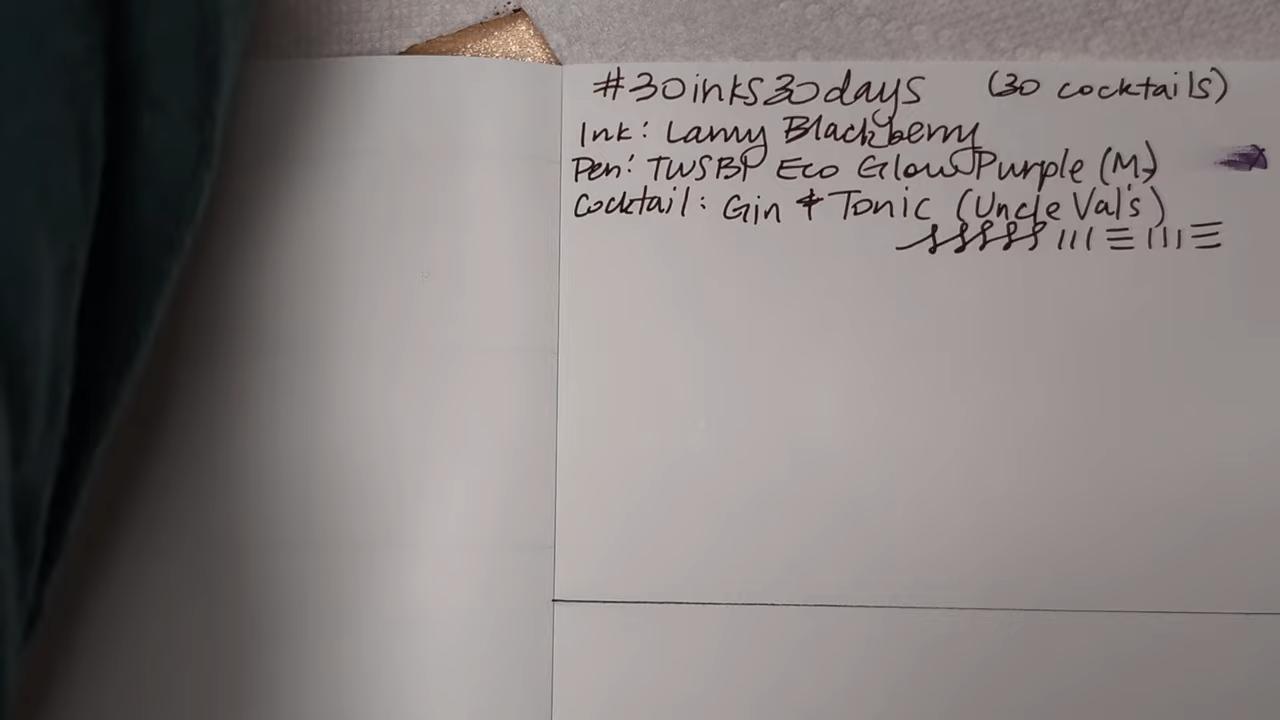 #30inks30days (30 cocktails)
Ink: Lamy Blackberry
Pen: TWSBI Eco Glow Purple (M)
Cocktail: Gin & Tonic (Uncle Val's)